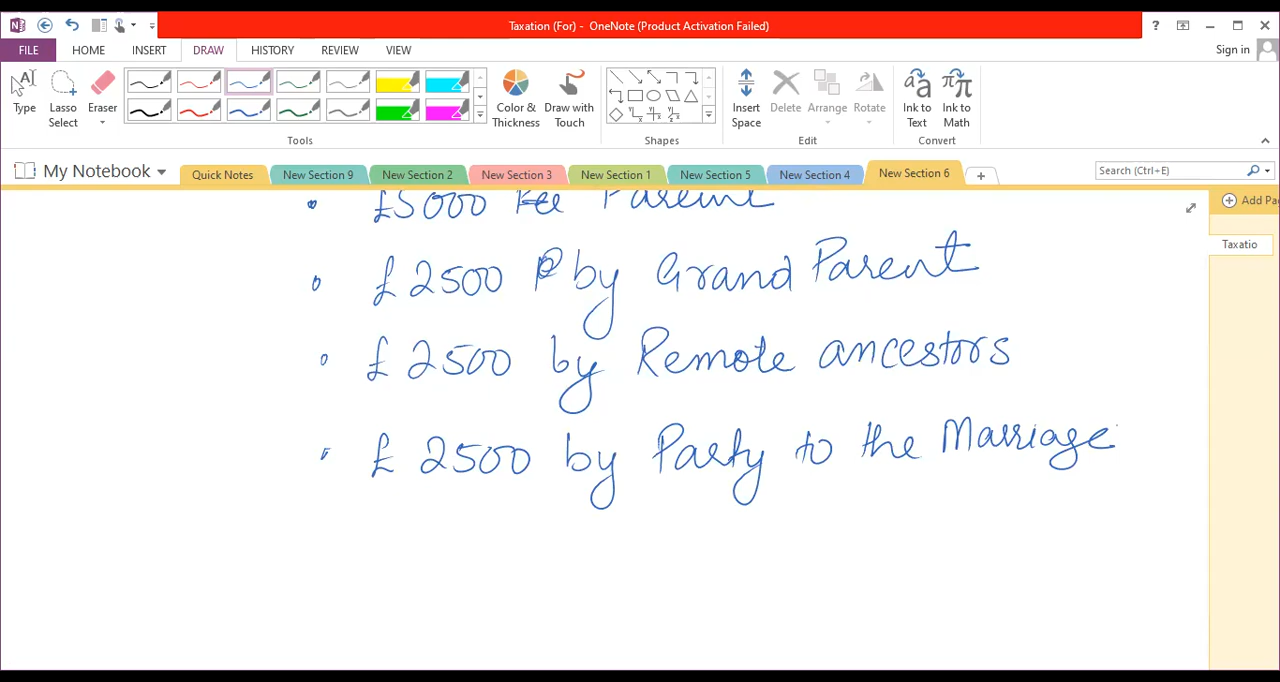 Taxation (For) - OneNote (Product Activation Failed)
FILE HOME INSERT DRAW HISTORY REVIEW VIEW Sign in
Type Lasso Select Eraser Color & Thickness Draw with Touch Insert Space Delete Arrange Rotate Ink to Text Ink to Math
Tools Shapes Edit Convert
My Notebook Quick Notes New Section 9 New Section 2 New Section 3 New Section 1 New Section 5 New Section 4 New Section 6 Search (Ctrl+E)
Add Pag
Taxatio
£5000 Parent
£2500 by Grand Parent
£2500 by Remote ancestors
£2500 by Party to the Marriage